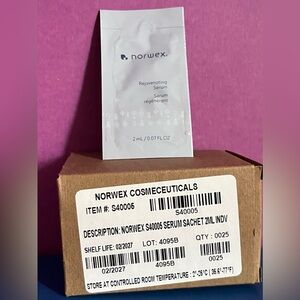 norwex.
Rejuvenating
Serum
Sérum
régénérant
2 mL / 0.07 FL OZ
NORWEX COSMECEUTICALS
ITEM #: S40006
S40005
DESCRIPTION: NORWEX S40006 SERUM SACHET 2ML INDV
SHELF LIFE: 02/2027 LOT: 4095B QTY : 0025
02/2027 4095B 0025
STORE AT CONTROLLED ROOM TEMPERATURE :